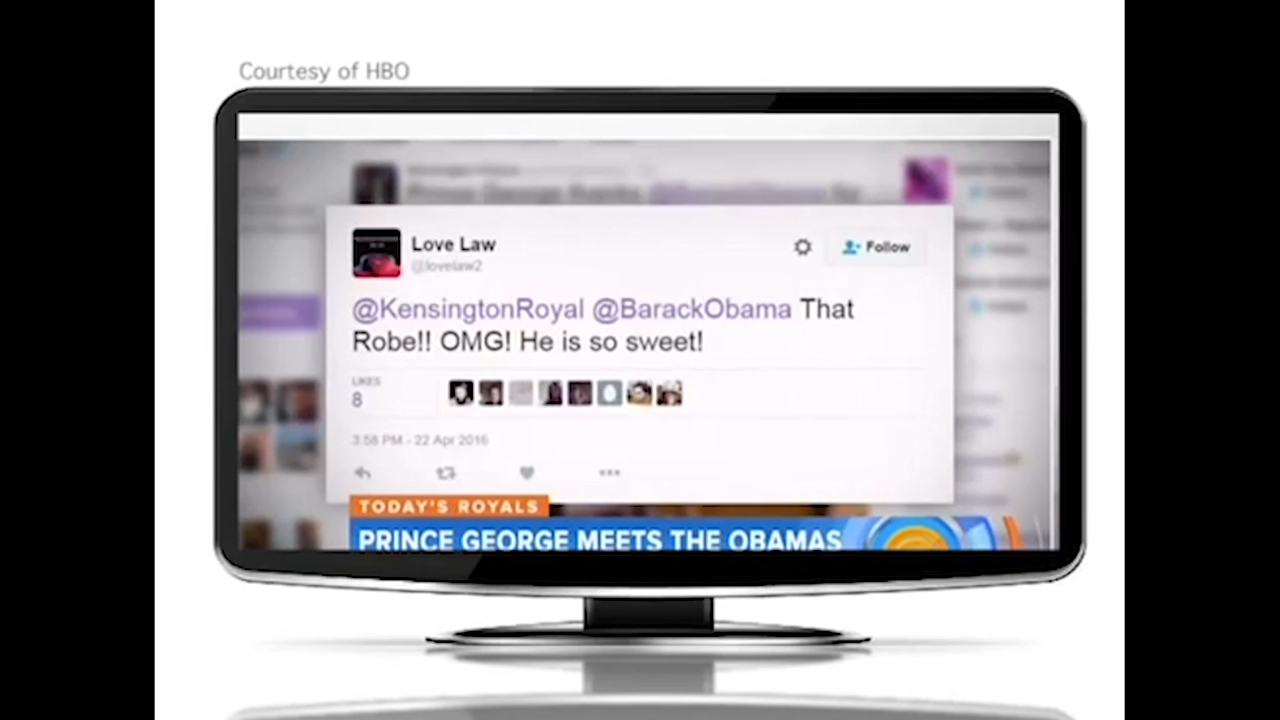 Courtesy of HBO
Love Law
@lovelaw2
Follow
@KensingtonRoyal @BarackObama That
Robe!! OMG! He is so sweet!
LIKES
8
3:58 PM - 22 Apr 2016
TODAY'S ROYALS
PRINCE GEORGE MEETS THE OBAMAS